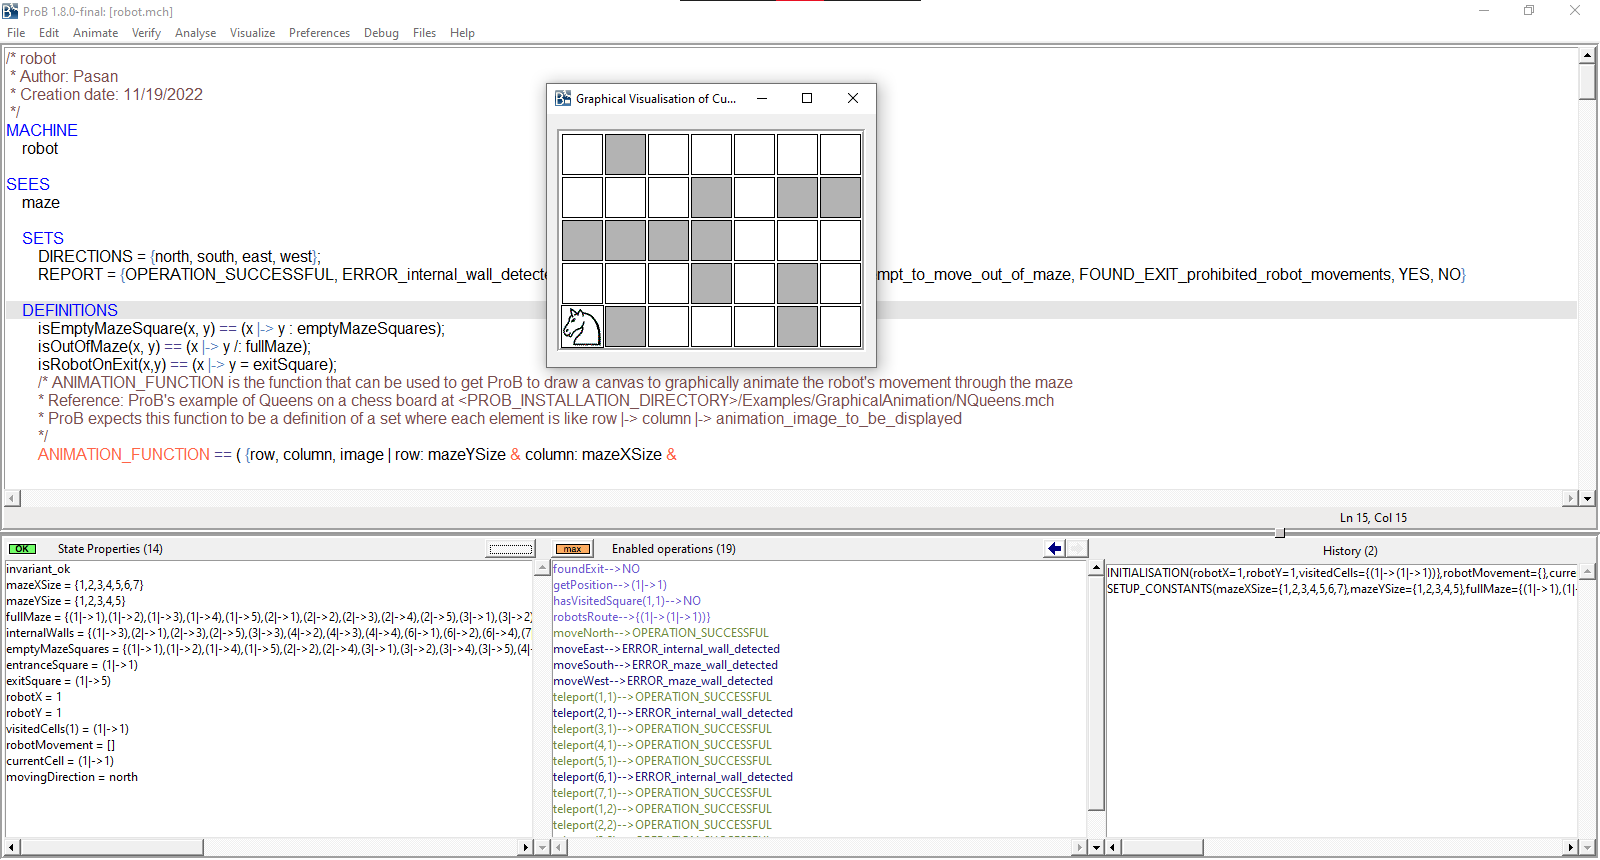 ProB 1.8.0-final: [robot.mch]
File Edit Animate Verify Analyse Visualize Preferences Debug Files Help
/* robot
* Author: Pasan
* Creation date: 11/19/2022
*/
MACHINE
robot
SEES
maze
SETS
DIRECTIONS = {north, south, east, west};
REPORT = {OPERATION_SUCCESSFUL, ERROR_internal_wall_detecte
mpt_to_move_out_of_maze, FOUND_EXIT_prohibited_robot_movements, YES, NO}
DEFINITIONS
isEmptyMazeSquare(x, y) == (x |-> y : emptyMazeSquares);
isOutOfMaze(x, y) == (x |-> y /: fullMaze);
isRobotOnExit(x,y) == (x |-> y = exitSquare);
/* ANIMATION_FUNCTION is the function that can be used to get ProB to draw a canvas to graphically animate the robot's movement through the maze
* Reference: ProB's example of Queens on a chess board at <PROB_INSTALLATION_DIRECTORY>/Examples/GraphicalAnimation/NQueens.mch
* ProB expects this function to be a definition of a set where each element is like row |-> column |-> animation_image_to_be_displayed
*/
ANIMATION_FUNCTION == ( {row, column, image | row: mazeYSize & column: mazeXSize &
Graphical Visualisation of Cu...
Ln 15, Col 15
OK State Properties (14)
invariant_ok
mazeXSize = {1,2,3,4,5,6,7}
mazeYSize = {1,2,3,4,5}
fullMaze = {(1|->1),(1|->2),(1|->3),(1|->4),(1|->5),(2|->1),(2|->2),(2|->3),(2|->4),(2|->5),(3|->1),(3|->2)
internalWalls = {(1|->3),(2|->1),(2|->3),(2|->5),(3|->3),(4|->2),(4|->3),(4|->4),(6|->1),(6|->2),(6|->4),(7
emptyMazeSquares = {(1|->1),(1|->2),(1|->4),(1|->5),(2|->2),(2|->4),(3|->1),(3|->2),(3|->4),(3|->5),(4|-
entranceSquare = (1|->1)
exitSquare = (1|->5)
robotX = 1
robotY = 1
visitedCells(1) = (1|->1)
robotMovement = []
currentCell = (1|->1)
movingDirection = north
max Enabled operations (19)
foundExit-->NO
getPosition-->(1|->1)
hasVisitedSquare(1,1)-->NO
robotsRoute-->{(1|->(1|->1))}
moveNorth-->OPERATION_SUCCESSFUL
moveEast-->ERROR_internal_wall_detected
moveSouth-->ERROR_maze_wall_detected
moveWest-->ERROR_maze_wall_detected
teleport(1,1)-->OPERATION_SUCCESSFUL
teleport(2,1)-->ERROR_internal_wall_detected
teleport(3,1)-->OPERATION_SUCCESSFUL
teleport(4,1)-->OPERATION_SUCCESSFUL
teleport(5,1)-->OPERATION_SUCCESSFUL
teleport(6,1)-->ERROR_internal_wall_detected
teleport(7,1)-->OPERATION_SUCCESSFUL
teleport(1,2)-->OPERATION_SUCCESSFUL
teleport(2,2)-->OPERATION_SUCCESSFUL
History (2)
INITIALISATION(robotX=1,robotY=1,visitedCells={(1|->(1|->1))},robotMovement={},curre
SETUP_CONSTANTS(mazeXSize={1,2,3,4,5,6,7},mazeYSize={1,2,3,4,5},fullMaze={(1|->1),(1|-